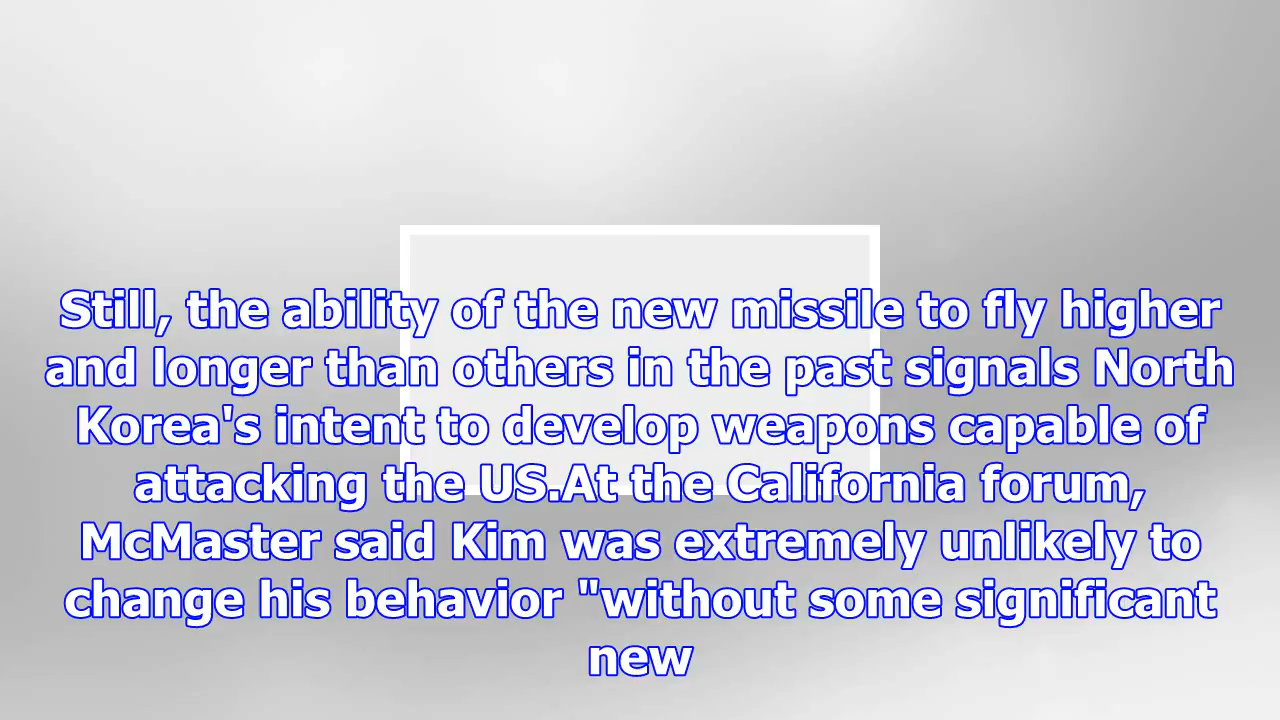 Still, the ability of the new missile to fly higher
and longer than others in the past signals North
Korea's intent to develop weapons capable of
attacking the US.At the California forum,
McMaster said Kim was extremely unlikely to
change his behavior "without some significant
new